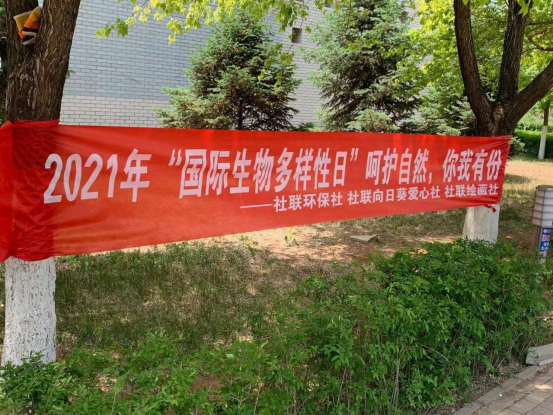 2021年“国际生物多样性日”呵护自然，你我有份
——社联环保社 社联向日葵爱心社 社联绘画社